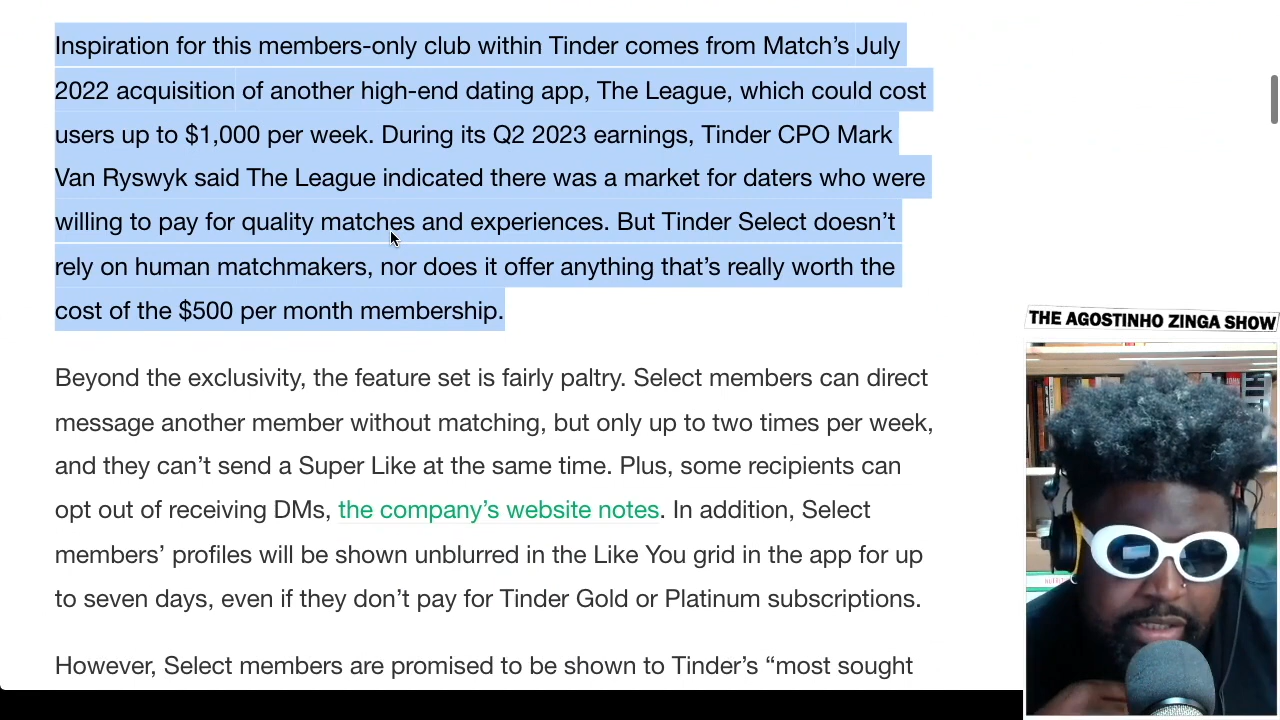 Inspiration for this members-only club within Tinder comes from Match’s July
2022 acquisition of another high-end dating app, The League, which could cost
users up to $1,000 per week. During its Q2 2023 earnings, Tinder CPO Mark
Van Ryswyk said The League indicated there was a market for daters who were
willing to pay for quality matches and experiences. But Tinder Select doesn’t
rely on human matchmakers, nor does it offer anything that’s really worth the
cost of the $500 per month membership.
Beyond the exclusivity, the feature set is fairly paltry. Select members can direct
message another member without matching, but only up to two times per week,
and they can’t send a Super Like at the same time. Plus, some recipients can
opt out of receiving DMs, the company’s website notes. In addition, Select
members’ profiles will be shown unblurred in the Like You grid in the app for up
to seven days, even if they don’t pay for Tinder Gold or Platinum subscriptions.
However, Select members are promised to be shown to Tinder’s “most sought
THE AGOSTINHO ZINGA SHOW